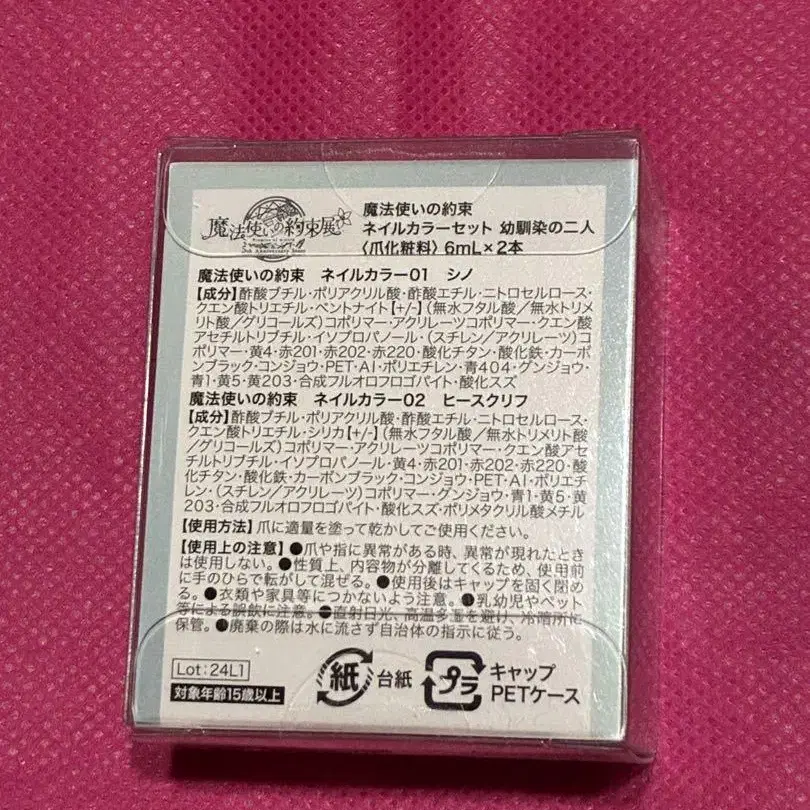 魔法使いの約束展
5th Anniversary
魔法使いの約束
ネイルカラーセット 幼馴染の二人
〈爪化粧料〉 6mL×2本
魔法使いの約束 ネイルカラー01 シノ
【成分】酢酸ブチル・ポリアクリル酸・酢酸エチル・ニトロセルロース・
クエン酸トリエチル・ベントナイト【+/-】(無水フタル酸/無水トリメ
リト酸/グリコールズ)コポリマー・アクリレーツコポリマー・クエン酸
アセチルトリブチル・イソプロパノール・(スチレン/アクリレーツ)コ
ポリマー・黄4・赤201・赤202・赤220・酸化チタン・酸化鉄・カーボ
ンブラック・コンジョウ・PET・AI・ポリエチレン・青404・グンジョウ・
青1・黄5・黄203・合成フルオロフロゴパイト・酸化スズ
魔法使いの約束 ネイルカラー02 ヒースクリフ
【成分】酢酸ブチル・ポリアクリル酸・酢酸エチル・ニトロセルロース・
クエン酸トリエチル・シリカ【+/-】(無水フタル酸/無水トリメリト酸
/グリコールズ)コポリマー・アクリレーツコポリマー・クエン酸アセ
チルトリブチル・イソプロパノール・黄4・赤201・赤202・赤220・酸
化チタン・酸化鉄・カーボンブラック・コンジョウ・PET・AI・ポリエチレ
ン・(スチレン/アクリレーツ)コポリマー・グンジョウ・青1・黄5・黄
203・合成フルオロフロゴパイト・酸化スズ・ポリメタクリル酸メチル
【使用方法】爪に適量を塗って乾かしてご使用ください。
【使用上の注意】●爪や指に異常がある時、異常が現れたとき
は使用しない。●性質上、内容物が分離してくるため、使用前
に手のひらで転がして混ぜる。●使用後はキャップを固く閉め
る。●衣類や家具等につかないよう注意。●乳幼児やペット
等による誤飲に注意。●直射日光、高温多湿を避け、冷暗所に
保管。●廃棄の際は水に流さず自治体の指示に従う。
Lot:24L1
対象年齢15歳以上
紙 台紙
プラ キャップ
PETケース